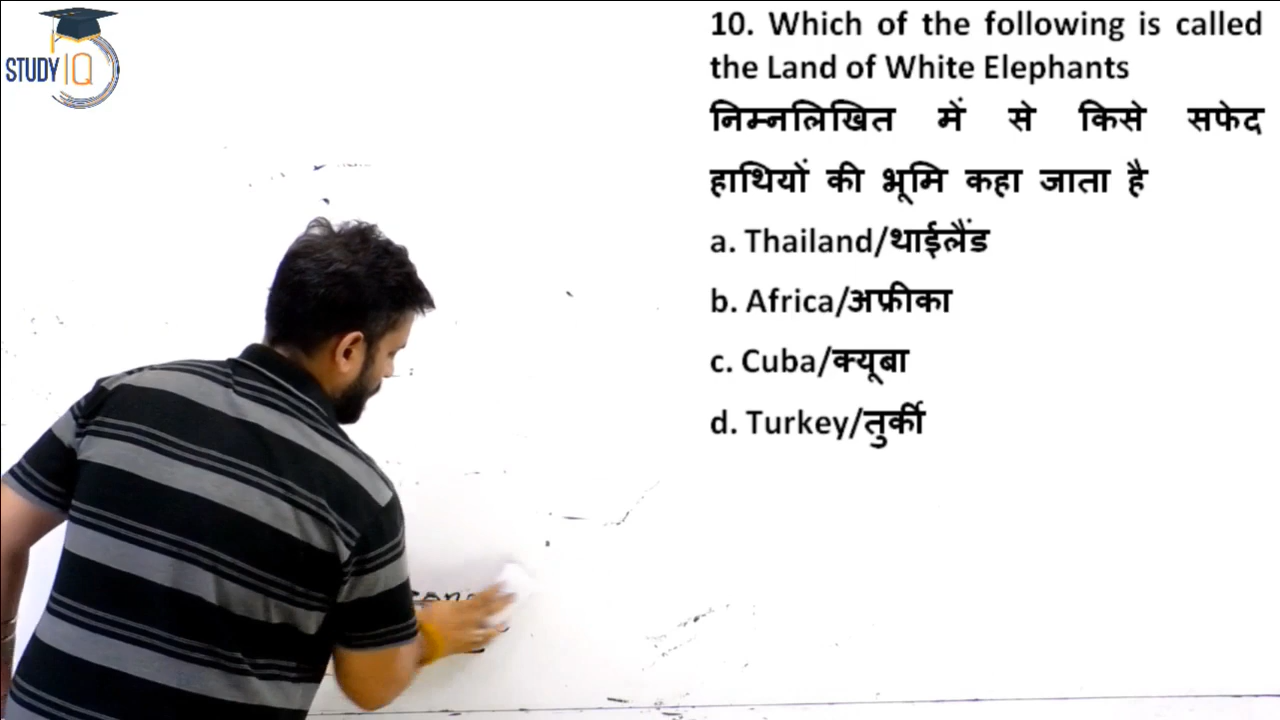 STUDY IQ
10. Which of the following is called
the Land of White Elephants
निम्नलिखित में से किसे सफेद
हाथियों की भूमि कहा जाता है
a. Thailand/थाईलैंड
b. Africa/अफ्रीका
c. Cuba/क्यूबा
d. Turkey/तुर्की